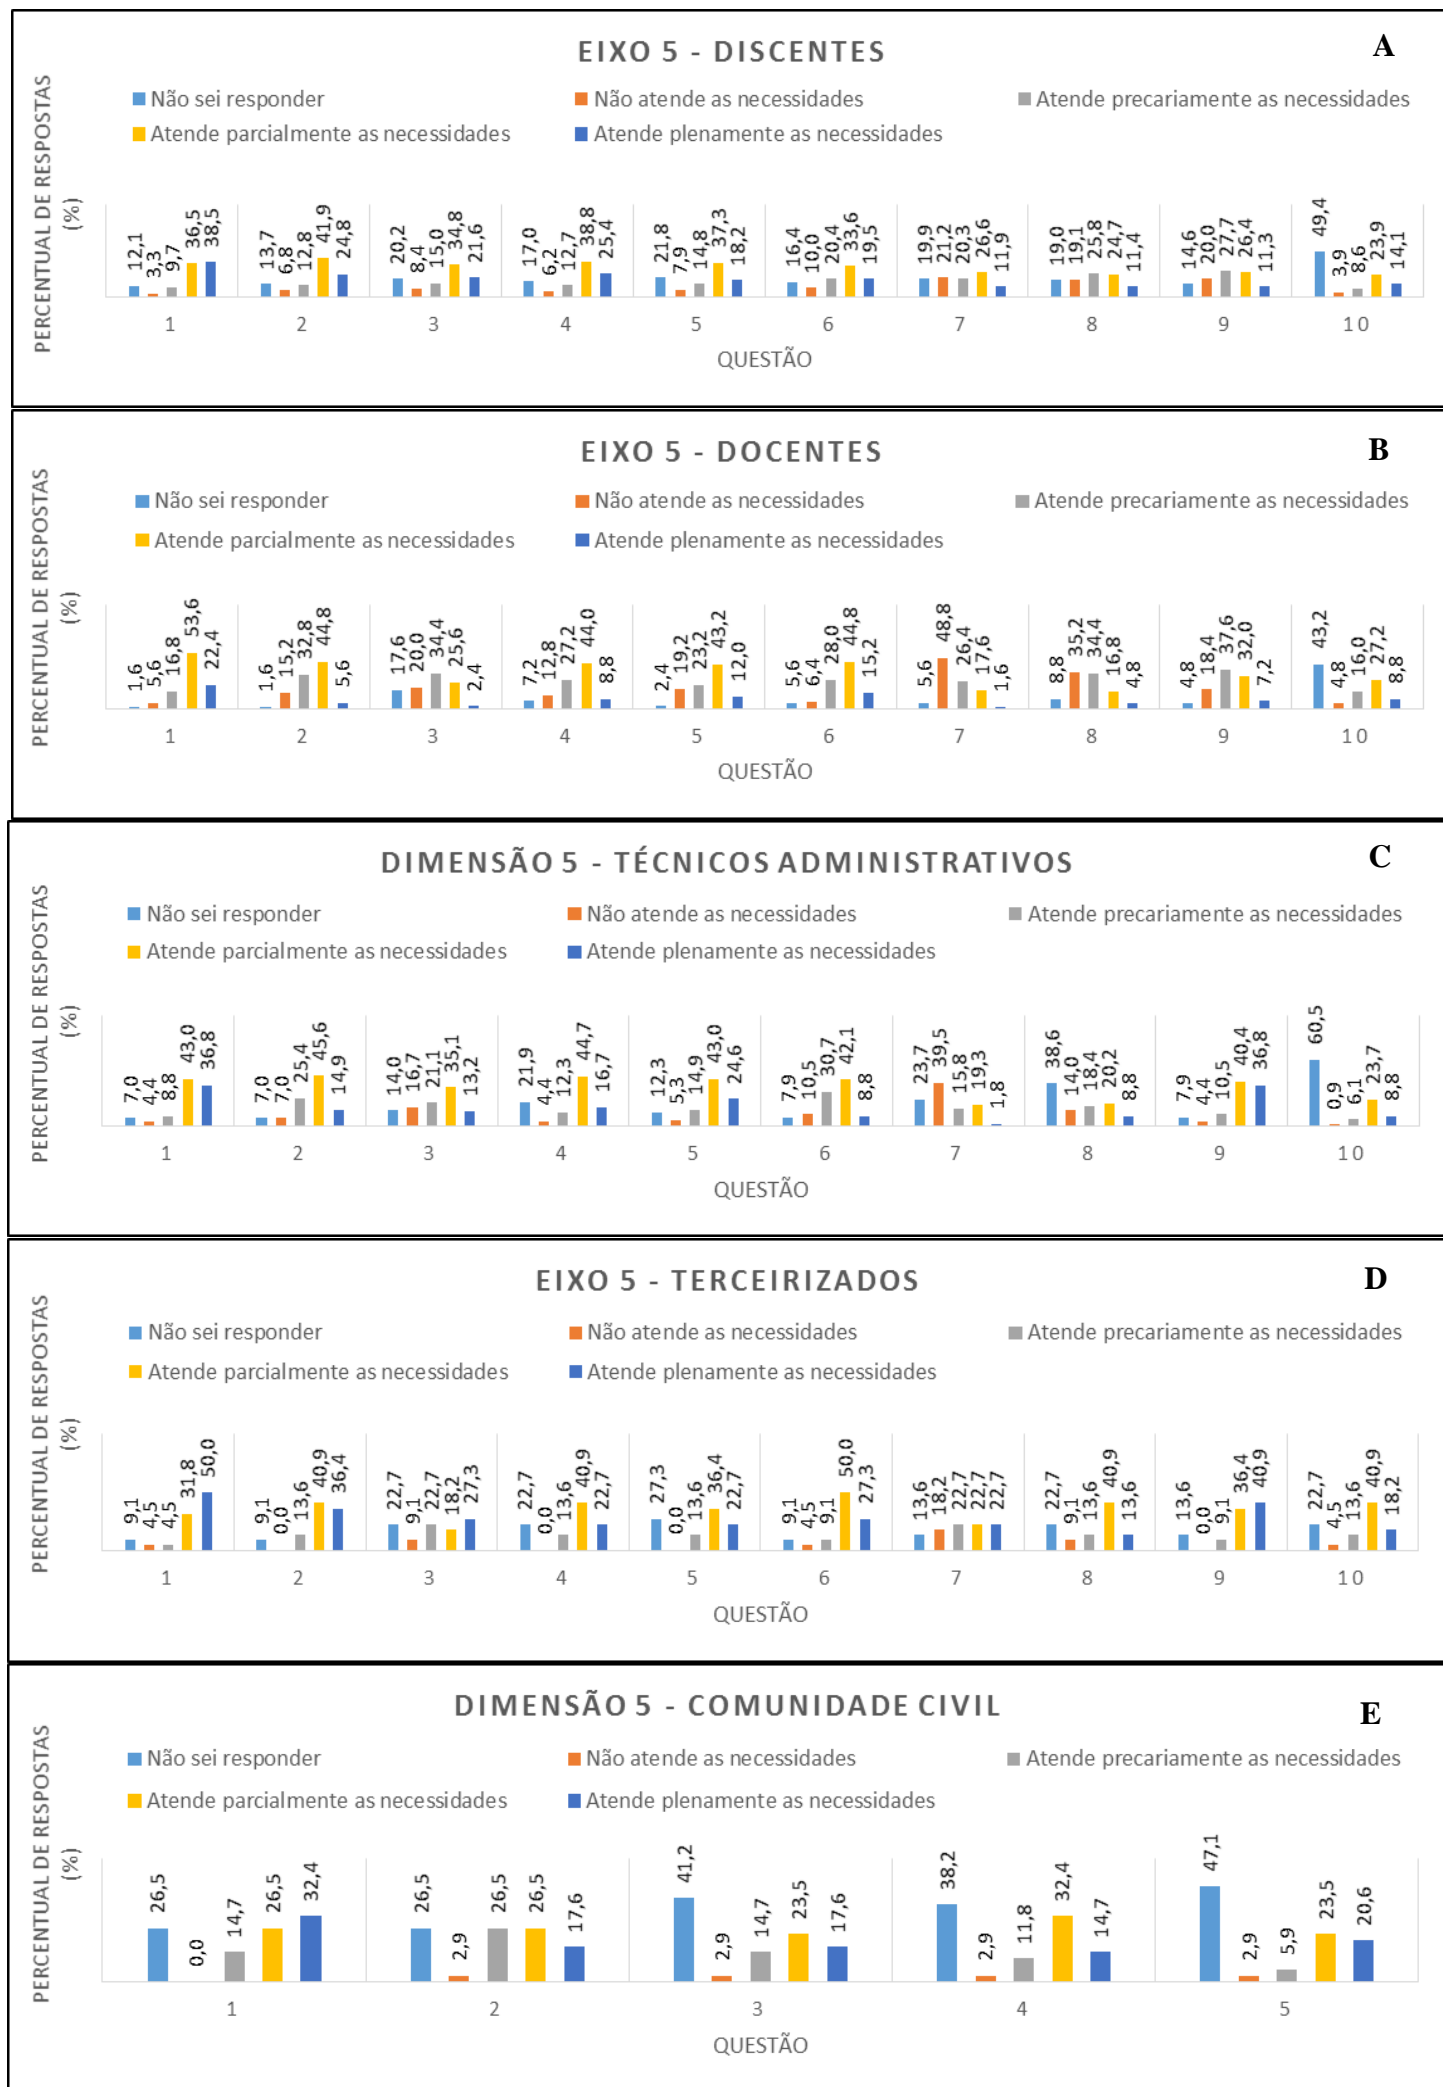 EIXO 5 - DISCENTES
A
Não sei responder
Não atende as necessidades
Atende precariamente as necessidades
Atende parcialmente as necessidades
Atende plenamente as necessidades
PERCENTUAL DE RESPOSTAS
(%)
12,1 3,3 9,7 36,5 38,5
13,7 6,8 12,8 41,9 24,8
20,2 8,4 15,0 34,8 21,6
17,0 6,2 12,7 38,8 25,4
21,8 7,9 14,8 37,3 18,2
16,4 10,0 20,4 33,6 19,5
19,9 21,2 20,3 26,6 11,9
19,0 19,1 25,8 24,7 11,4
14,6 20,0 27,7 26,4 11,3
49,4 3,9 8,6 23,9 14,1
1 2 3 4 5 6 7 8 9 10
QUESTÃO
EIXO 5 - DOCENTES
B
Não sei responder
Não atende as necessidades
Atende precariamente as necessidades
Atende parcialmente as necessidades
Atende plenamente as necessidades
PERCENTUAL DE RESPOSTAS
(%)
1,6 5,6 16,8 53,6 22,4
1,6 15,2 32,8 44,8 5,6
17,6 20,0 34,4 25,6 2,4
7,2 12,8 27,2 44,0 8,8
2,4 19,2 23,2 43,2 12,0
5,6 6,4 28,0 44,8 15,2
5,6 48,8 26,4 17,6 1,6
8,8 35,2 34,4 16,8 4,8
4,8 18,4 37,6 32,0 7,2
43,2 4,8 16,0 27,2 8,8
1 2 3 4 5 6 7 8 9 10
QUESTÃO
DIMENSÃO 5 - TÉCNICOS ADMINISTRATIVOS
C
Não sei responder
Não atende as necessidades
Atende precariamente as necessidades
Atende parcialmente as necessidades
Atende plenamente as necessidades
PERCENTUAL DE RESPOSTAS
(%)
7,0 4,4 8,8 43,0 36,8
7,0 7,0 25,4 45,6 14,9
14,0 16,7 21,1 35,1 13,2
21,9 4,4 12,3 44,7 16,7
12,3 5,3 14,9 43,0 24,6
7,9 10,5 30,7 42,1 8,8
23,7 39,5 15,8 19,3 1,8
38,6 14,0 18,4 20,2 8,8
7,9 4,4 10,5 40,4 36,8
60,5 0,9 6,1 23,7 8,8
1 2 3 4 5 6 7 8 9 10
QUESTÃO
EIXO 5 - TERCEIRIZADOS
D
Não sei responder
Não atende as necessidades
Atende precariamente as necessidades
Atende parcialmente as necessidades
Atende plenamente as necessidades
PERCENTUAL DE RESPOSTAS
(%)
9,1 4,5 4,5 31,8 50,0
9,1 0,0 13,6 40,9 36,4
22,7 9,1 22,7 18,2 27,3
22,7 0,0 13,6 40,9 22,7
27,3 0,0 13,6 36,4 22,7
9,1 4,5 9,1 50,0 27,3
13,6 18,2 22,7 22,7 22,7
22,7 9,1 13,6 40,9 13,6
13,6 0,0 9,1 36,4 40,9
22,7 4,5 13,6 40,9 18,2
1 2 3 4 5 6 7 8 9 10
QUESTÃO
DIMENSÃO 5 - COMUNIDADE CIVIL
E
Não sei responder
Não atende as necessidades
Atende precariamente as necessidades
Atende parcialmente as necessidades
Atende plenamente as necessidades
PERCENTUAL DE RESPOSTAS
(%)
26,5 0,0 14,7 26,5 32,4
26,5 2,9 26,5 26,5 17,6
41,2 2,9 14,7 23,5 17,6
38,2 2,9 11,8 32,4 14,7
47,1 2,9 5,9 23,5 20,6
1 2 3 4 5
QUESTÃO